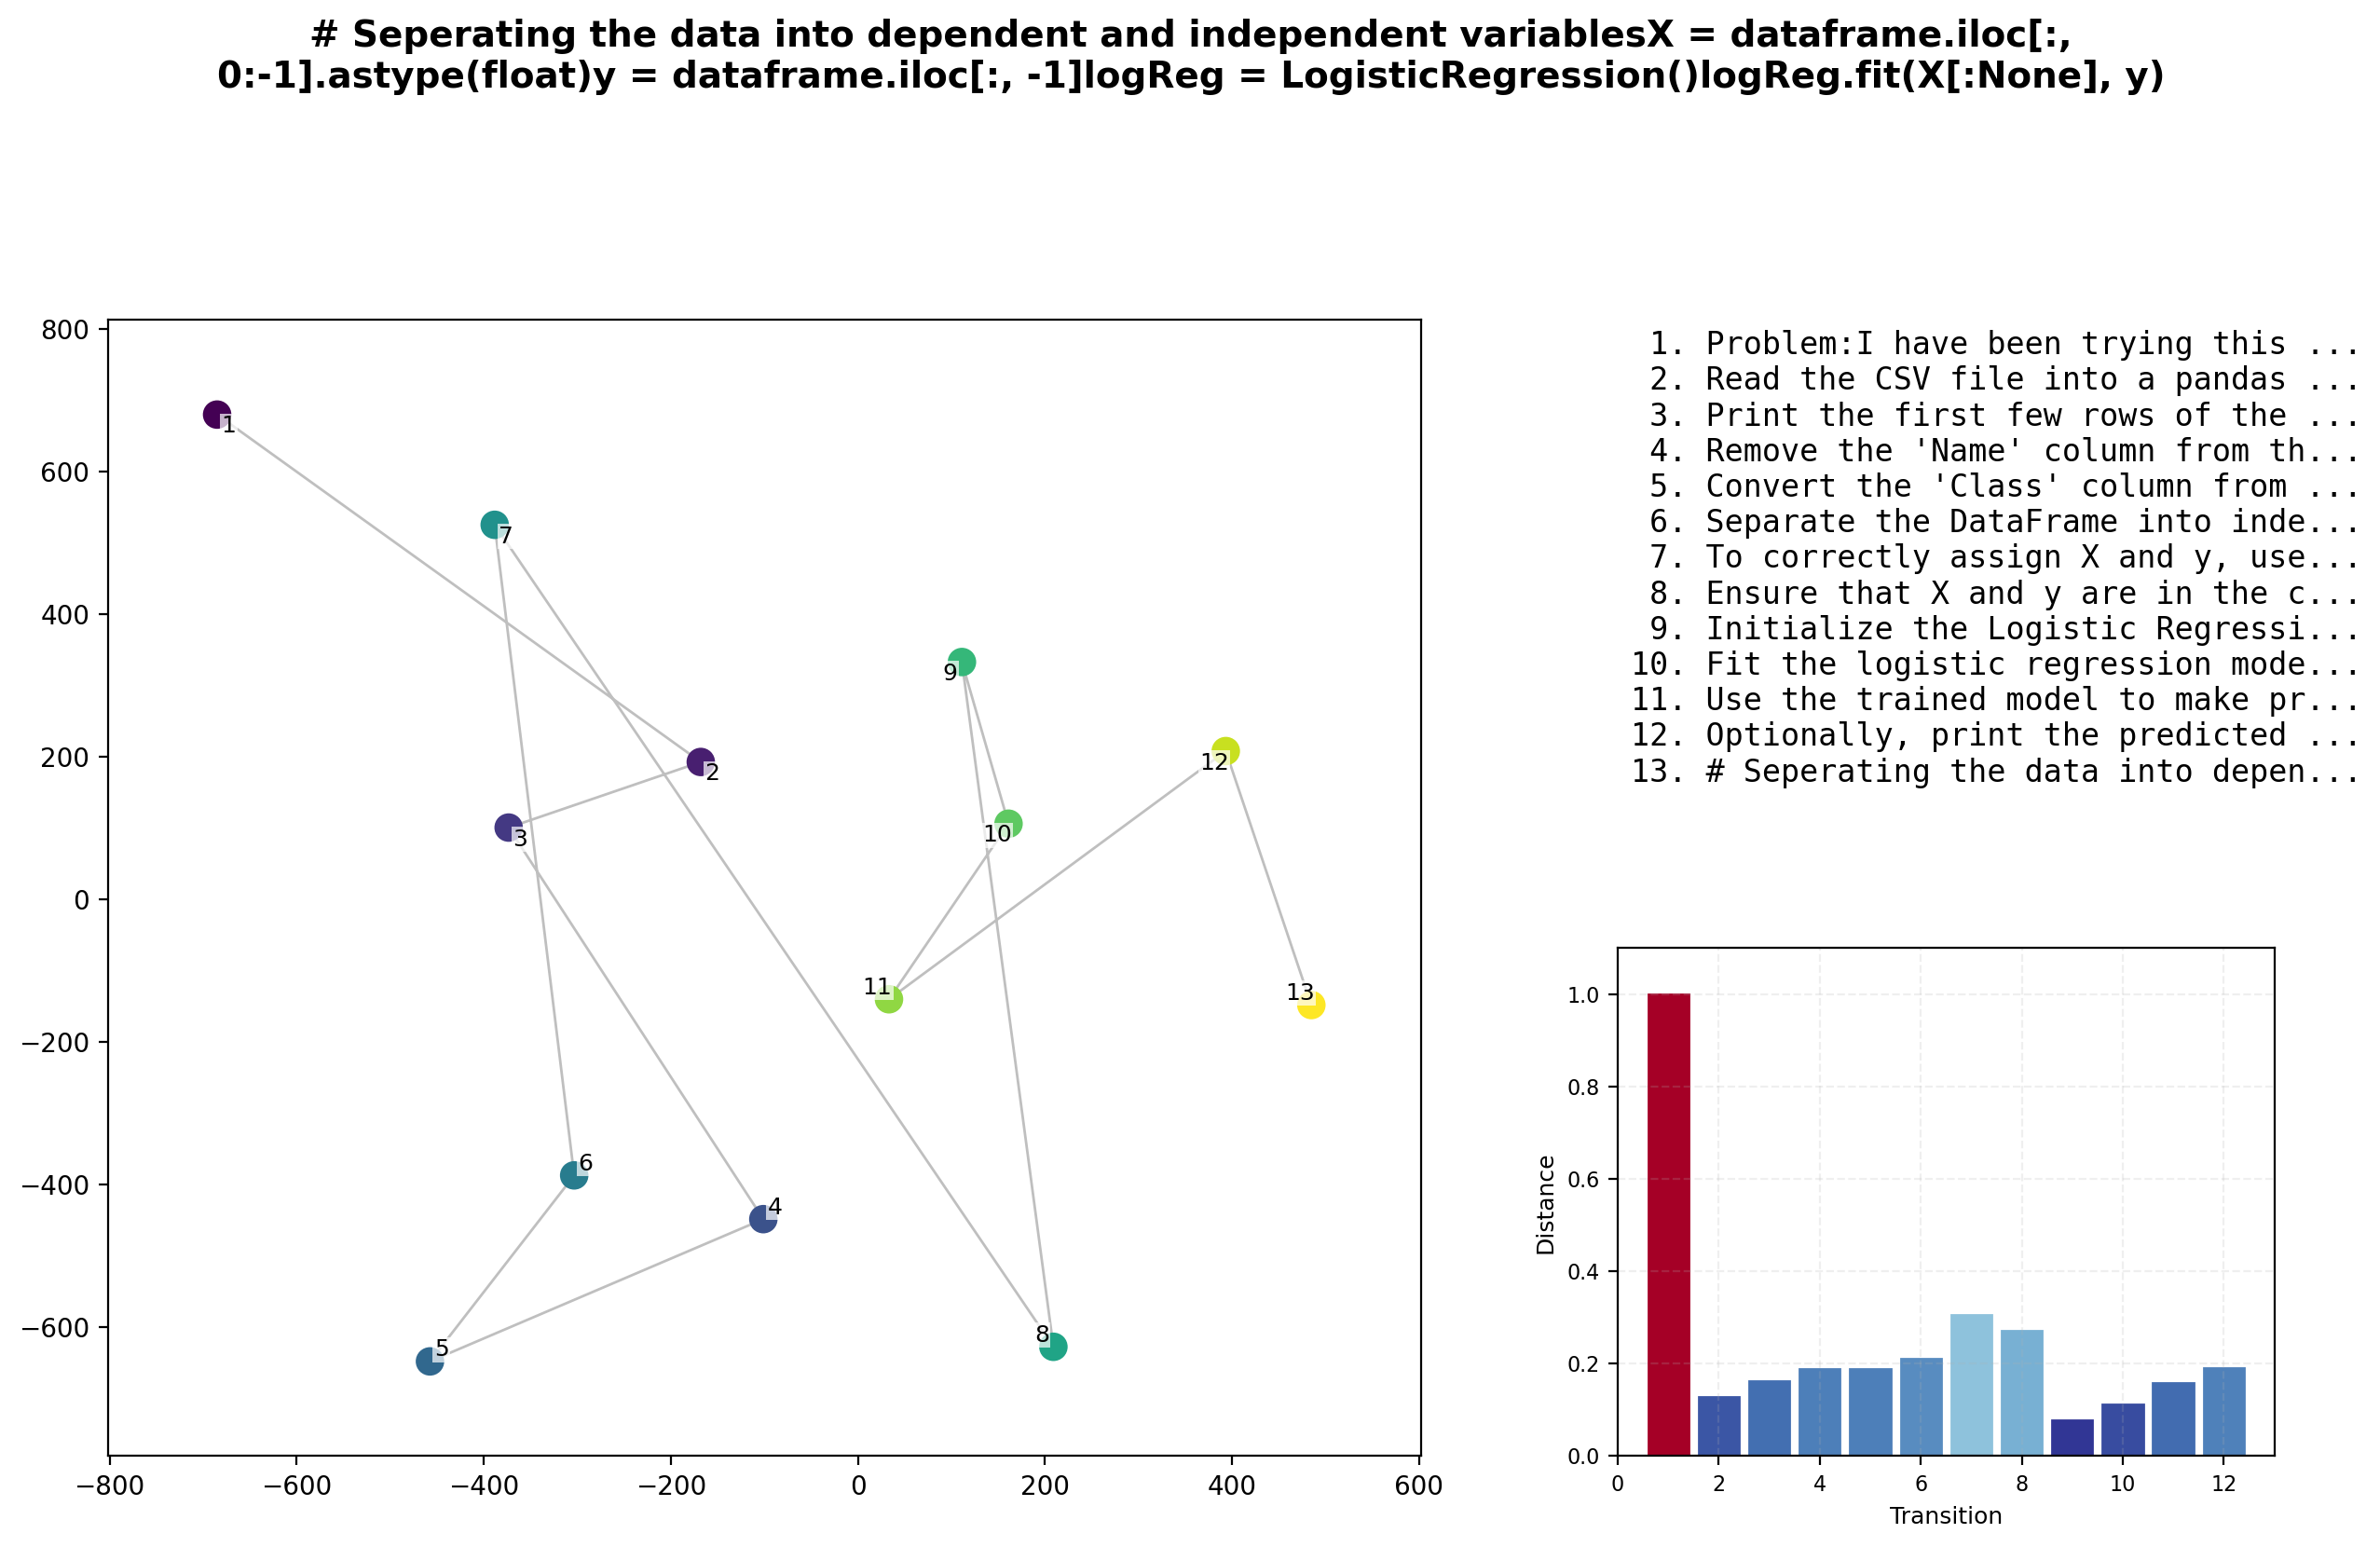 # Seperating the data into dependent and independent variablesX = dataframe.iloc[:,
0:-1].astype(float)y = dataframe.iloc[:, -1]logReg = LogisticRegression()logReg.fit(X[:None], y)
800
600
400
200
0
−200
−400
−600
−800
−600
−400
−200
0
200
400
600
1
2
3
4
5
6
7
8
9
10
11
12
13
1. Problem:I have been trying this ...
2. Read the CSV file into a pandas ...
3. Print the first few rows of the ...
4. Remove the 'Name' column from th...
5. Convert the 'Class' column from ...
6. Separate the DataFrame into inde...
7. To correctly assign X and y, use...
8. Ensure that X and y are in the c...
9. Initialize the Logistic Regressi...
10. Fit the logistic regression mode...
11. Use the trained model to make pr...
12. Optionally, print the predicted ...
13. # Seperating the data into depen...
Distance
1.0
0.8
0.6
0.4
0.2
0.0
0
2
4
6
8
10
12
Transition